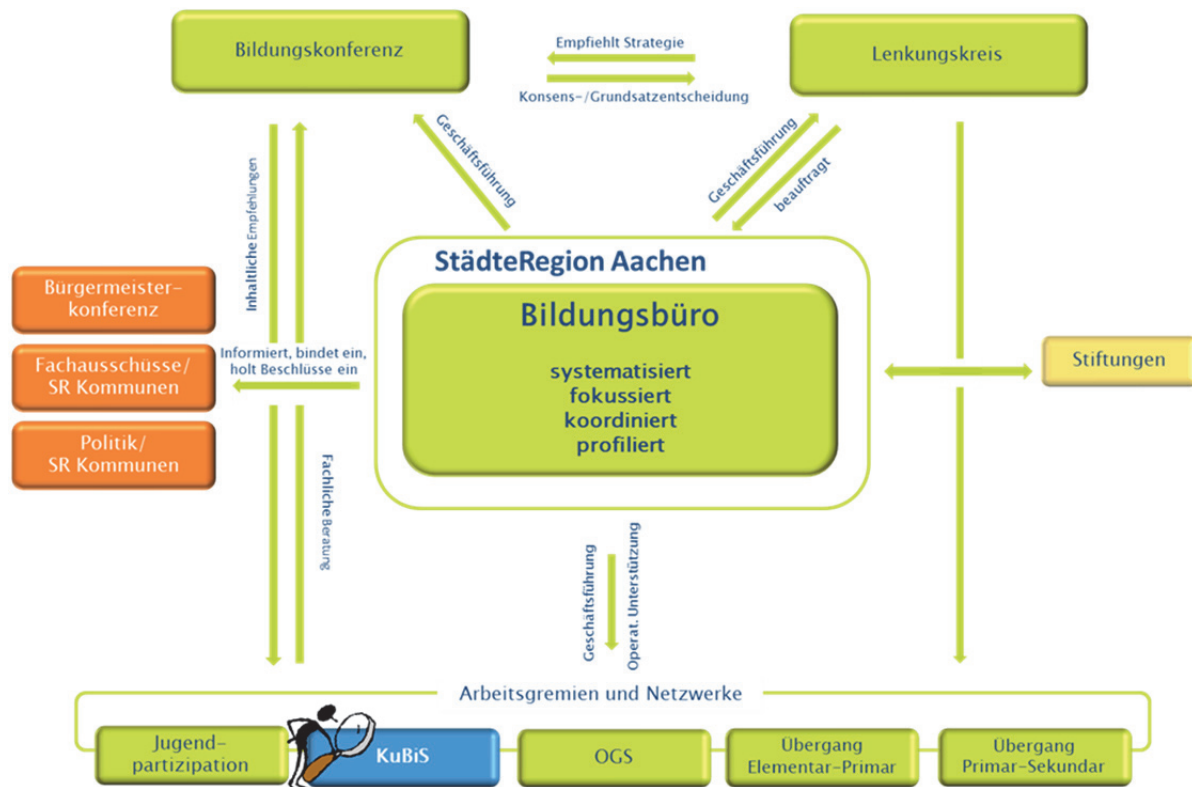 Bildungskonferenz
Empfiehlt Strategie
Konsens-/Grundsatzentscheidung
Lenkungskreis
Geschäftsführung
Geschäftsführung
beauftragt
Inhaltliche Empfehlungen
StädteRegion Aachen
Bildungsbüro
systematisiert
fokussiert
koordiniert
profiliert
Bürgermeister-
konferenz
Fachausschüsse/
SR Kommunen
Politik/
SR Kommunen
Informiert, bindet ein,
holt Beschlüsse ein
Stiftungen
Fachliche Beratung
Geschäftsführung
Operat. Unterstützung
Arbeitsgremien und Netzwerke
Jugend-
partizipation
KuBiS
OGS
Übergang
Elementar-Primar
Übergang
Primar-Sekundar